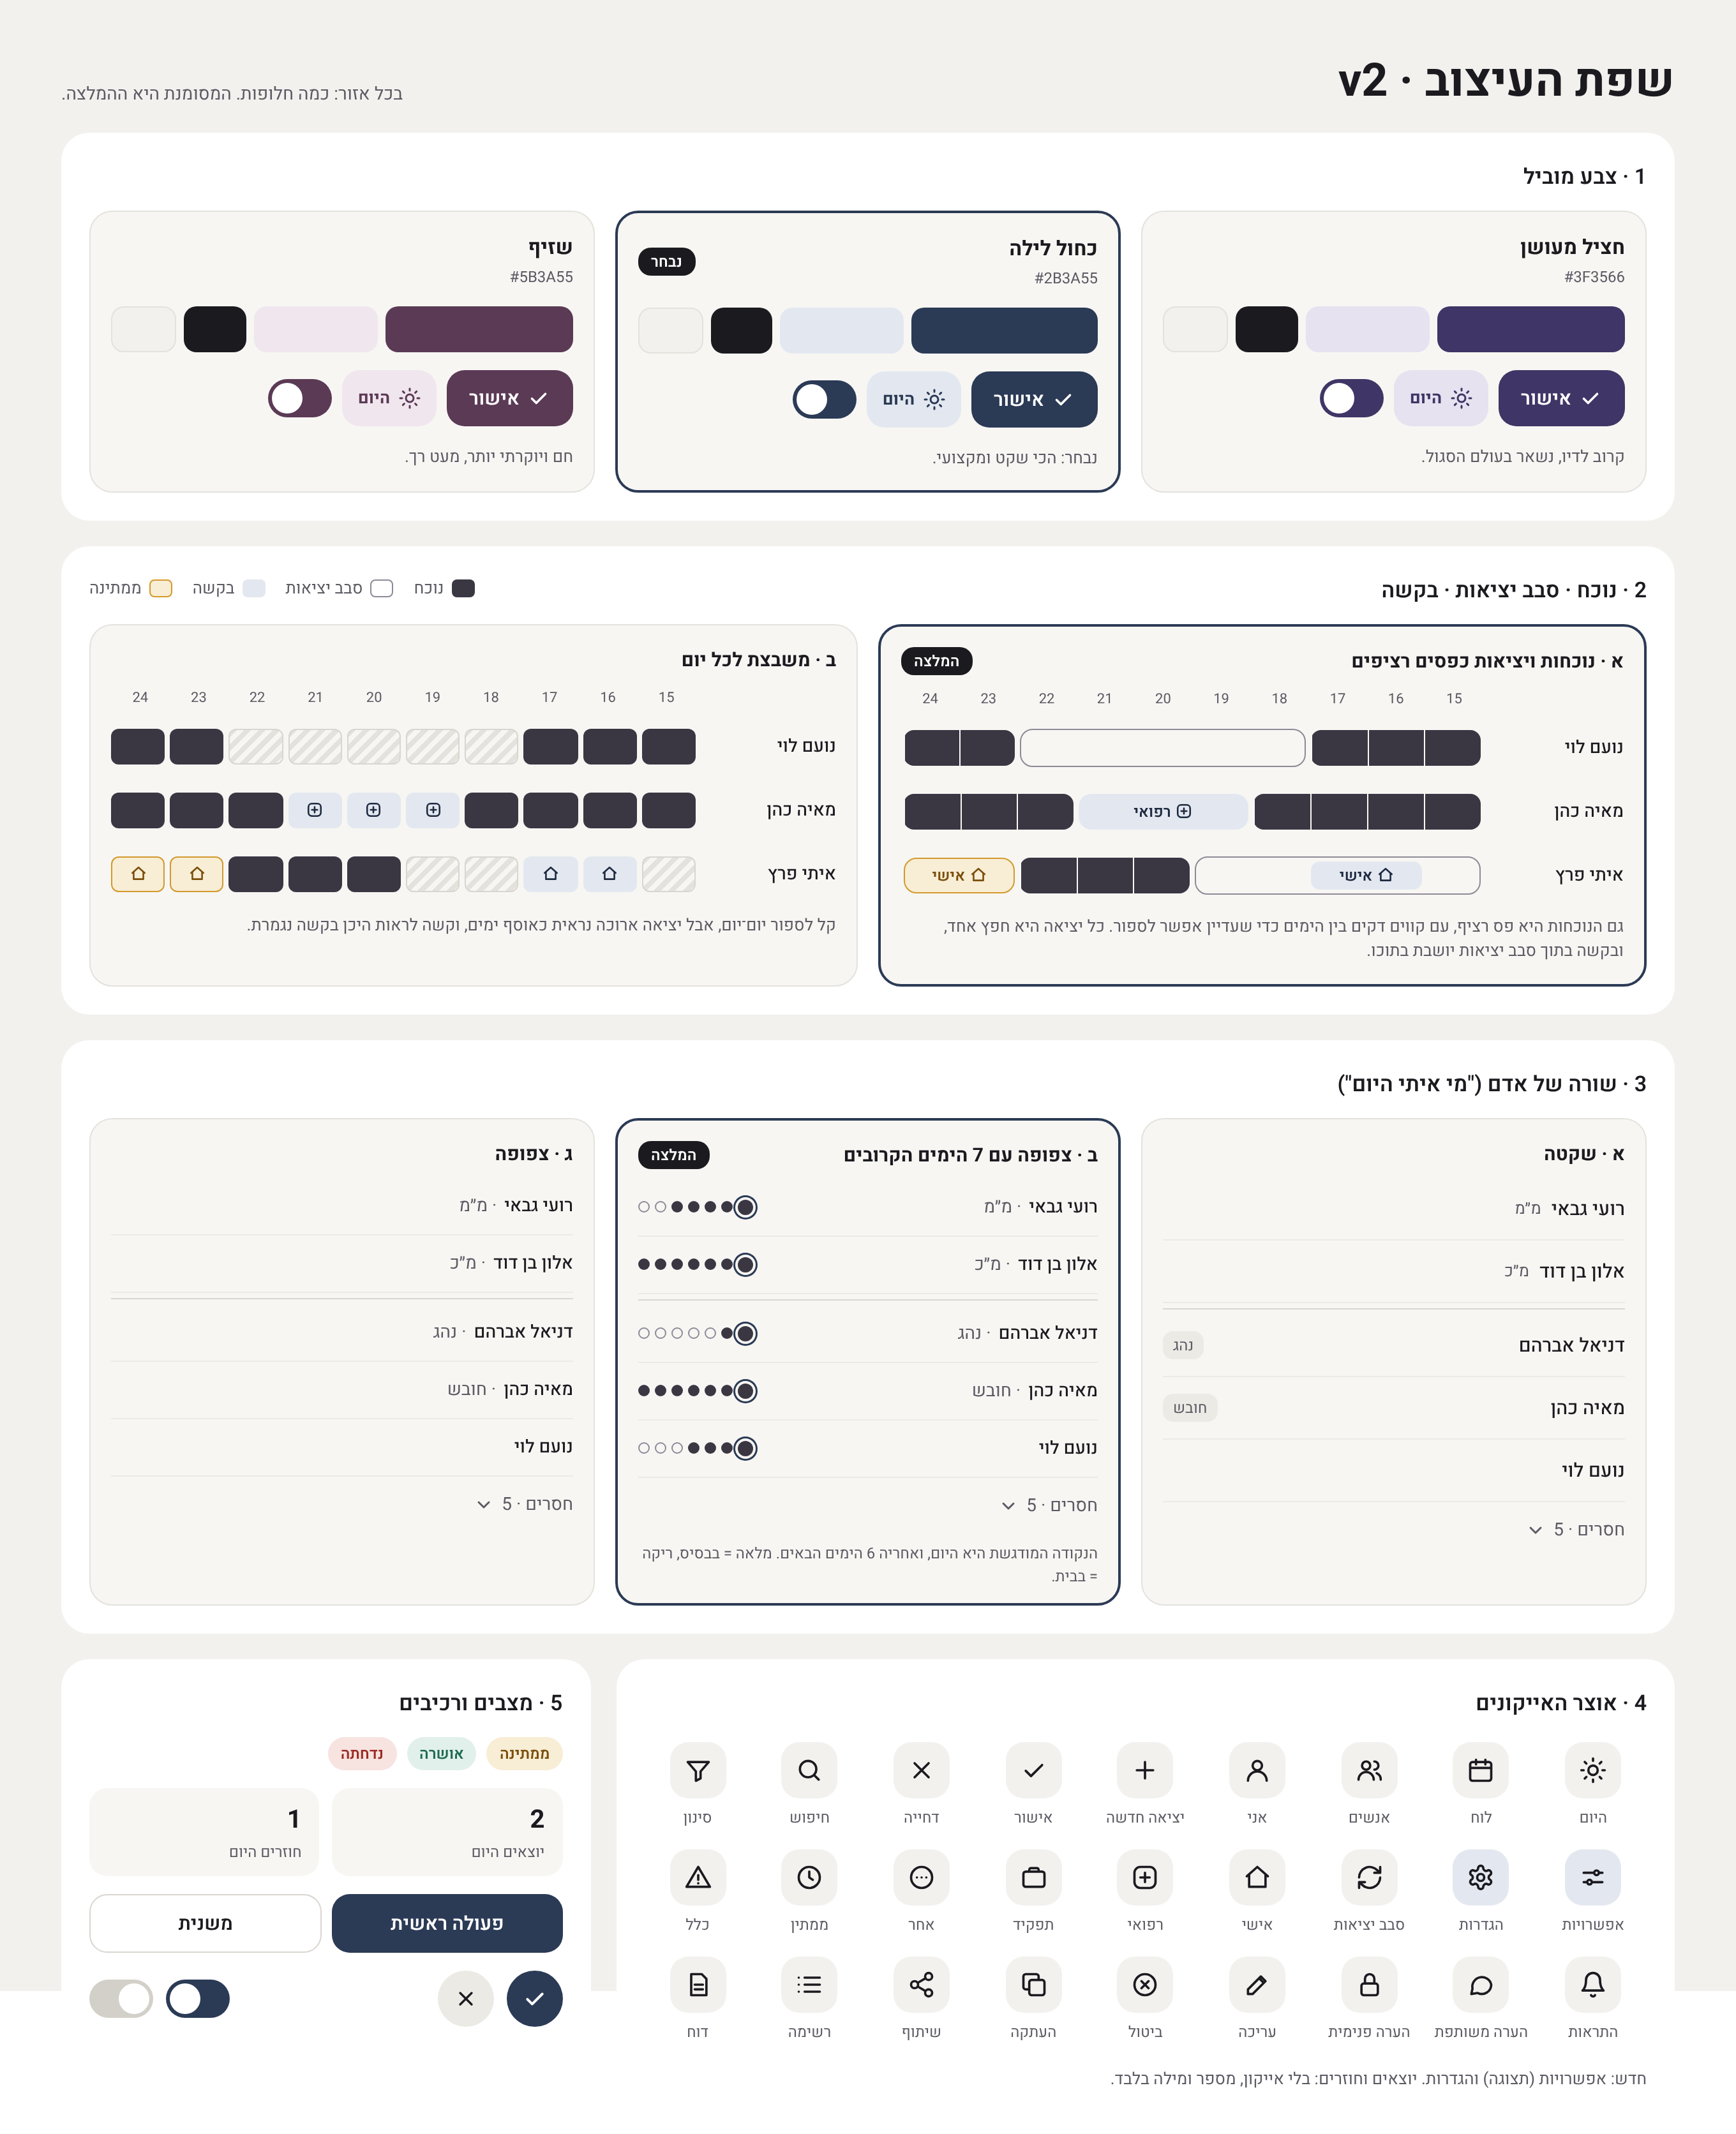 שפת העיצוב · v2
בכל אזור: כמה חלופות. המסומנת היא ההמלצה.
1 · צבע מוביל
חציל מעושן
#3F3566
אישור
היום
קרוב לדיו, נשאר בעולם הסגול.
כחול לילה
נבחר
#2B3A55
אישור
היום
נבחר: הכי שקט ומקצועי.
שזיף
#5B3A55
אישור
היום
חם ויוקרתי יותר, מעט רך.
2 · נוכח · סבב יציאות · בקשה
נוכח
סבב יציאות
בקשה
ממתינה
א · נוכחות ויציאות כפסים רציפים
המלצה
15 16 17 18 19 20 21 22 23 24
נועם לוי
מאיה כהן
רפואי
איתי פרץ
אישי
אישי
גם הנוכחות היא פס רציף, עם קווים דקים בין הימים כדי שעדיין אפשר לספור. כל יציאה היא חפץ אחד,
ובקשה בתוך סבב יציאות יושבת בתוכו.
ב · משבצת לכל יום
15 16 17 18 19 20 21 22 23 24
נועם לוי
מאיה כהן
איתי פרץ
קל לספור יום־יום, אבל יציאה ארוכה נראית כאוסף ימים, וקשה לראות היכן בקשה נגמרת.
3 · שורה של אדם ("מי איתי היום")
א · שקטה
רועי גבאי מ״מ
אלון בן דוד מ״כ
דניאל אברהם נהג
מאיה כהן חובש
נועם לוי
חסרים · 5
ב · צפופה עם 7 הימים הקרובים
המלצה
רועי גבאי · מ״מ
אלון בן דוד · מ״כ
דניאל אברהם · נהג
מאיה כהן · חובש
נועם לוי
חסרים · 5
הנקודה המודגשת היא היום, ואחריה 6 הימים הבאים. מלאה = בבסיס, ריקה
= בבית.
ג · צפופה
רועי גבאי · מ״מ
אלון בן דוד · מ״כ
דניאל אברהם · נהג
מאיה כהן · חובש
נועם לוי
חסרים · 5
4 · אוצר האייקונים
היום
לוח
אנשים
אני
יציאה חדשה
אישור
דחייה
חיפוש
סינון
אפשרויות
הגדרות
סבב יציאות
אישי
רפואי
תפקיד
אחר
ממתין
כלל
התראות
הערה משותפת
הערה פנימית
עריכה
ביטול
העתקה
שיתוף
רשימה
דוח
חדש: אפשרויות (תצוגה) והגדרות. יוצאים וחוזרים: בלי אייקון, מספר ומילה בלבד.
5 · מצבים ורכיבים
ממתינה
אושרה
נדחתה
2
יוצאים היום
1
חוזרים היום
פעולה ראשית
משנית